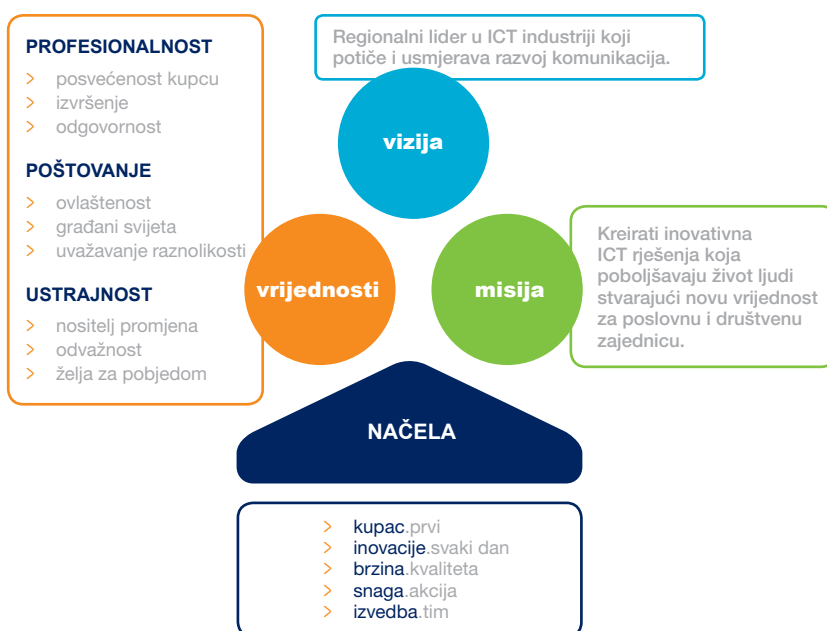 PROFESIONALNOST
> posvećenost kupcu
> izvršenje
> odgovornost
POŠTOVANJE
> ovlaštenost
> građani svijeta
> uvažavanje raznolikosti
USTRAJNOST
> nositelj promjena
> odvažnost
> želja za pobjedom
Regionalni lider u ICT industriji koji
potiče i usmjerava razvoj komunikacija.
vizija
vrijednosti
misija
Kreirati inovativna
ICT rješenja koja
poboljšavaju život ljudi
stvarajući novu vrijednost
za poslovnu i društvenu
zajednicu.
NAČELA
> kupac.prvi
> inovacije.svaki dan
> brzina.kvaliteta
> snaga.akcija
> izvedba.tim